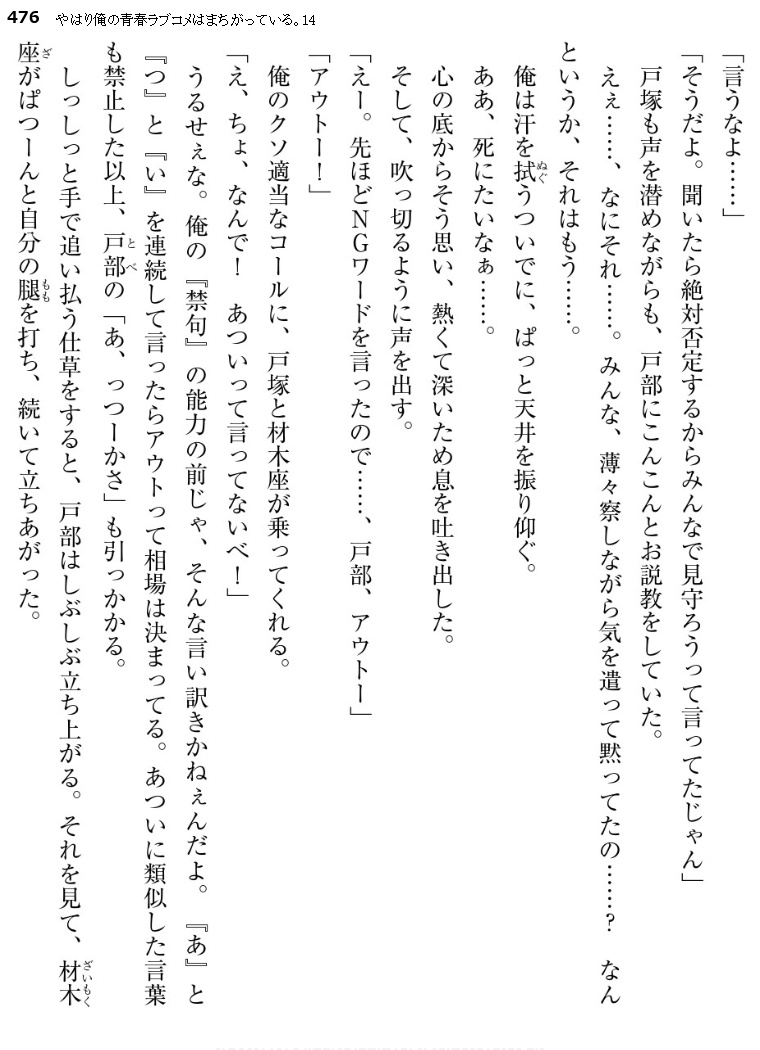 476 やはり俺の青春ラブコメはまちがっている。14
「言うなよ……」
「そうだよ。聞いたら絶対否定するからみんなで見守ろうって言ってたじゃん」
戸塚も声を潜めながらも、戸部にこんこんとお説教をしていた。
えぇ……、なにそれ……。みんな、薄々察しながら気を遣って黙ってたの……？　なん
というか、それはもう……。
俺は汗を拭うついでに、ぱっと天井を振り仰ぐ。
ああ、死にたいなぁ……。
心の底からそう思い、熱くて深いため息を吐き出した。
そして、吹っ切るように声を出す。
「えー。先ほどNGワードを言ったので……、戸部、アウトー」
「アウトー！」
俺のクソ適当なコールに、戸塚と材木座が乗ってくれる。
「え、ちょ、なんで！　あついって言ってないべ！」
うるせぇな。俺の『禁句』の能力の前じゃ、そんな言い訳きかねぇんだよ。『あ』と
『つ』と『い』を連続して言ったらアウトって相場は決まってる。あついに類似した言葉
も禁止した以上、戸部の「あ、っつーかさ」も引っかかる。
しっしっと手で追い払う仕草をすると、戸部はしぶしぶ立ち上がる。それを見て、材木
座がぱつーんと自分の腿を打ち、続いて立ちあがった。